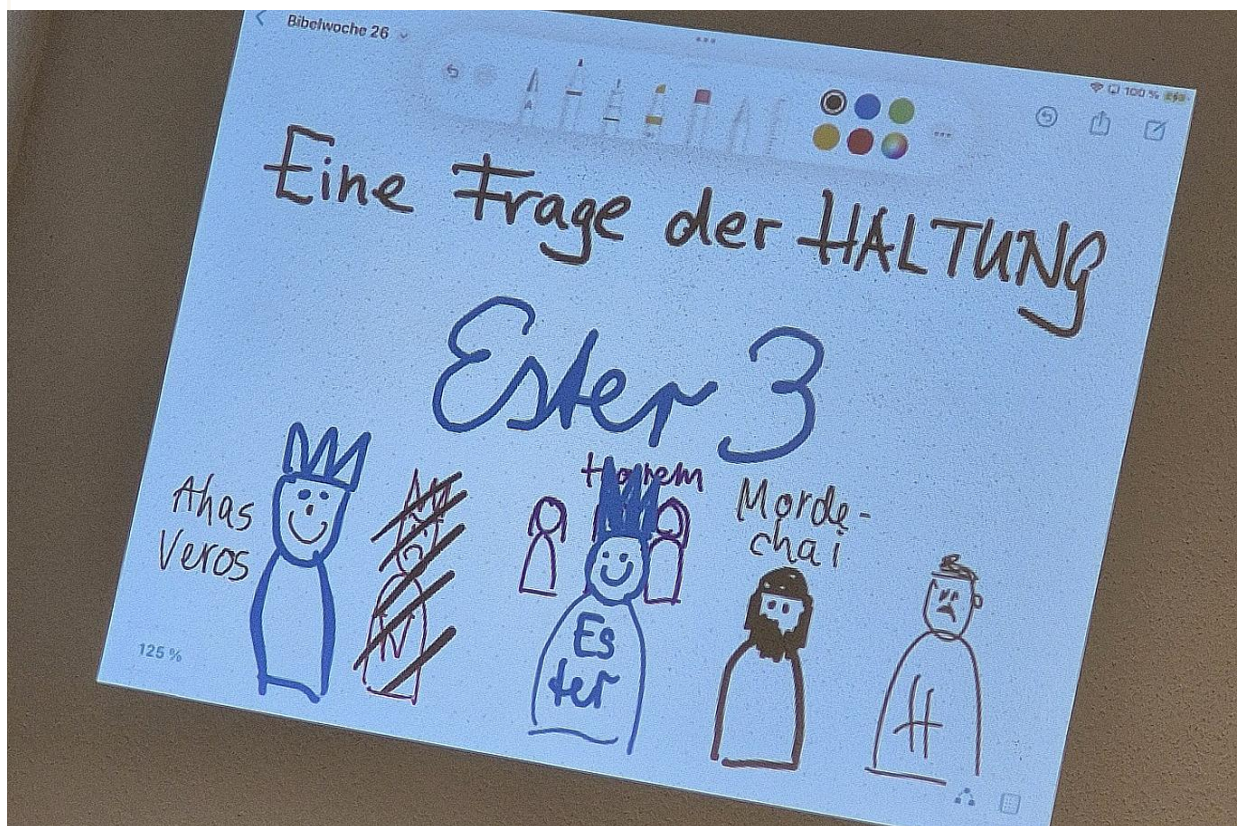 Bibelwoche 26
100 %
Eine Frage der HALTUNG
Ester 3
Ahas
Veros
Harem
Morde-
chai
Es
ter
H
125 %